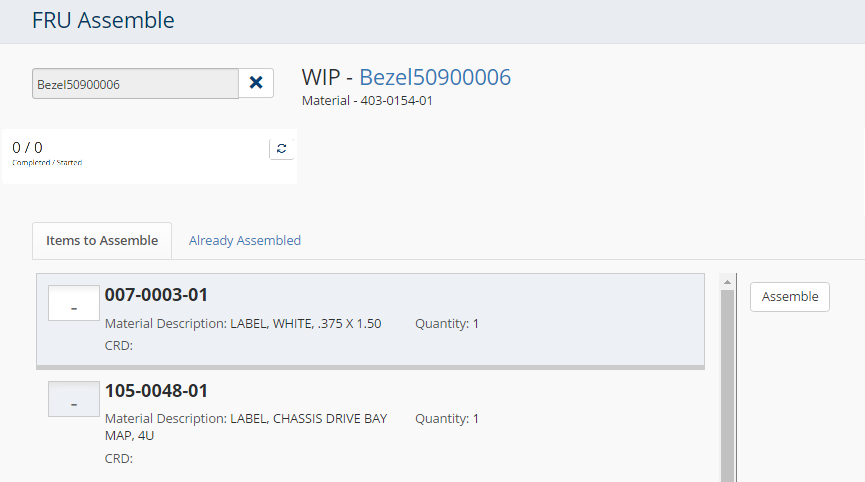 FRU Assemble
Bezel50900006
WIP - Bezel50900006
Material - 403-0154-01
0 / 0
Completed / Started
Items to Assemble
Already Assembled
-
007-0003-01
Material Description: LABEL, WHITE, .375 X 1.50
Quantity: 1
CRD:
Assemble
-
105-0048-01
Material Description: LABEL, CHASSIS DRIVE BAY
MAP, 4U
Quantity: 1
CRD: